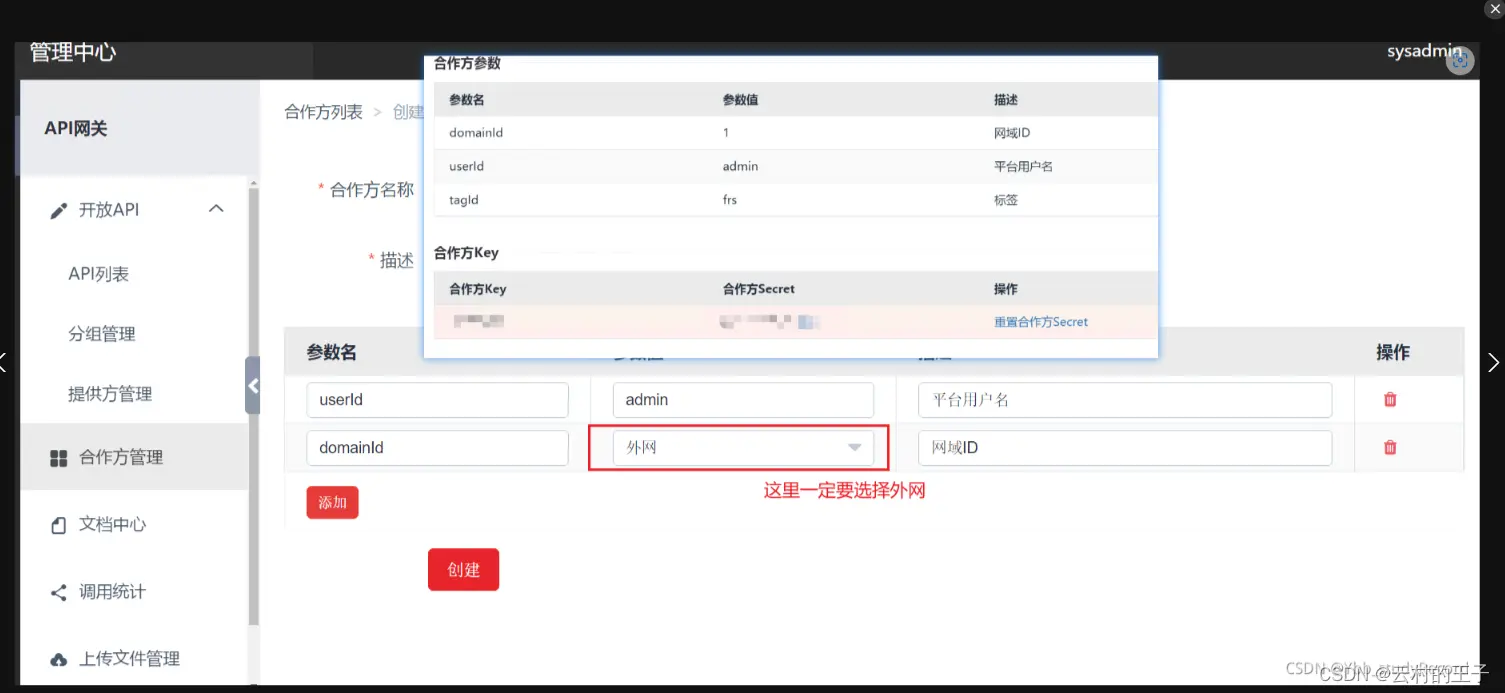 管理中心
sysadmin
API网关
开放API
API列表
分组管理
提供方管理
合作方管理
文档中心
调用统计
上传文件管理
合作方列表 > 创建
* 合作方名称
* 描述
合作方参数
参数名 参数值 描述
domainId 1 网域ID
userId admin 平台用户名
tagId frs 标签
合作方Key
合作方Key 合作方Secret 操作
重置合作方Secret
参数名 操作
userId admin 平台用户名
domainId 外网 网域ID
这里一定要选择外网
添加
创建
CSDN @云村的王子